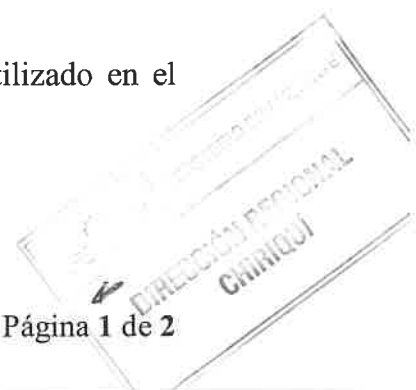 tilizado en el
DIRECCIÓN REGIONAL
CHIRIQUÍ
Página 1 de 2